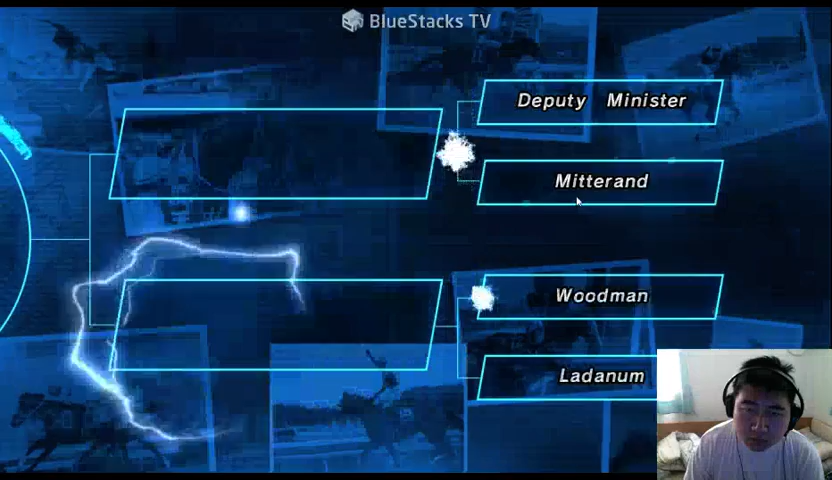 BlueStacks TV
Deputy Minister
Mitterand
Woodman
Ladanum